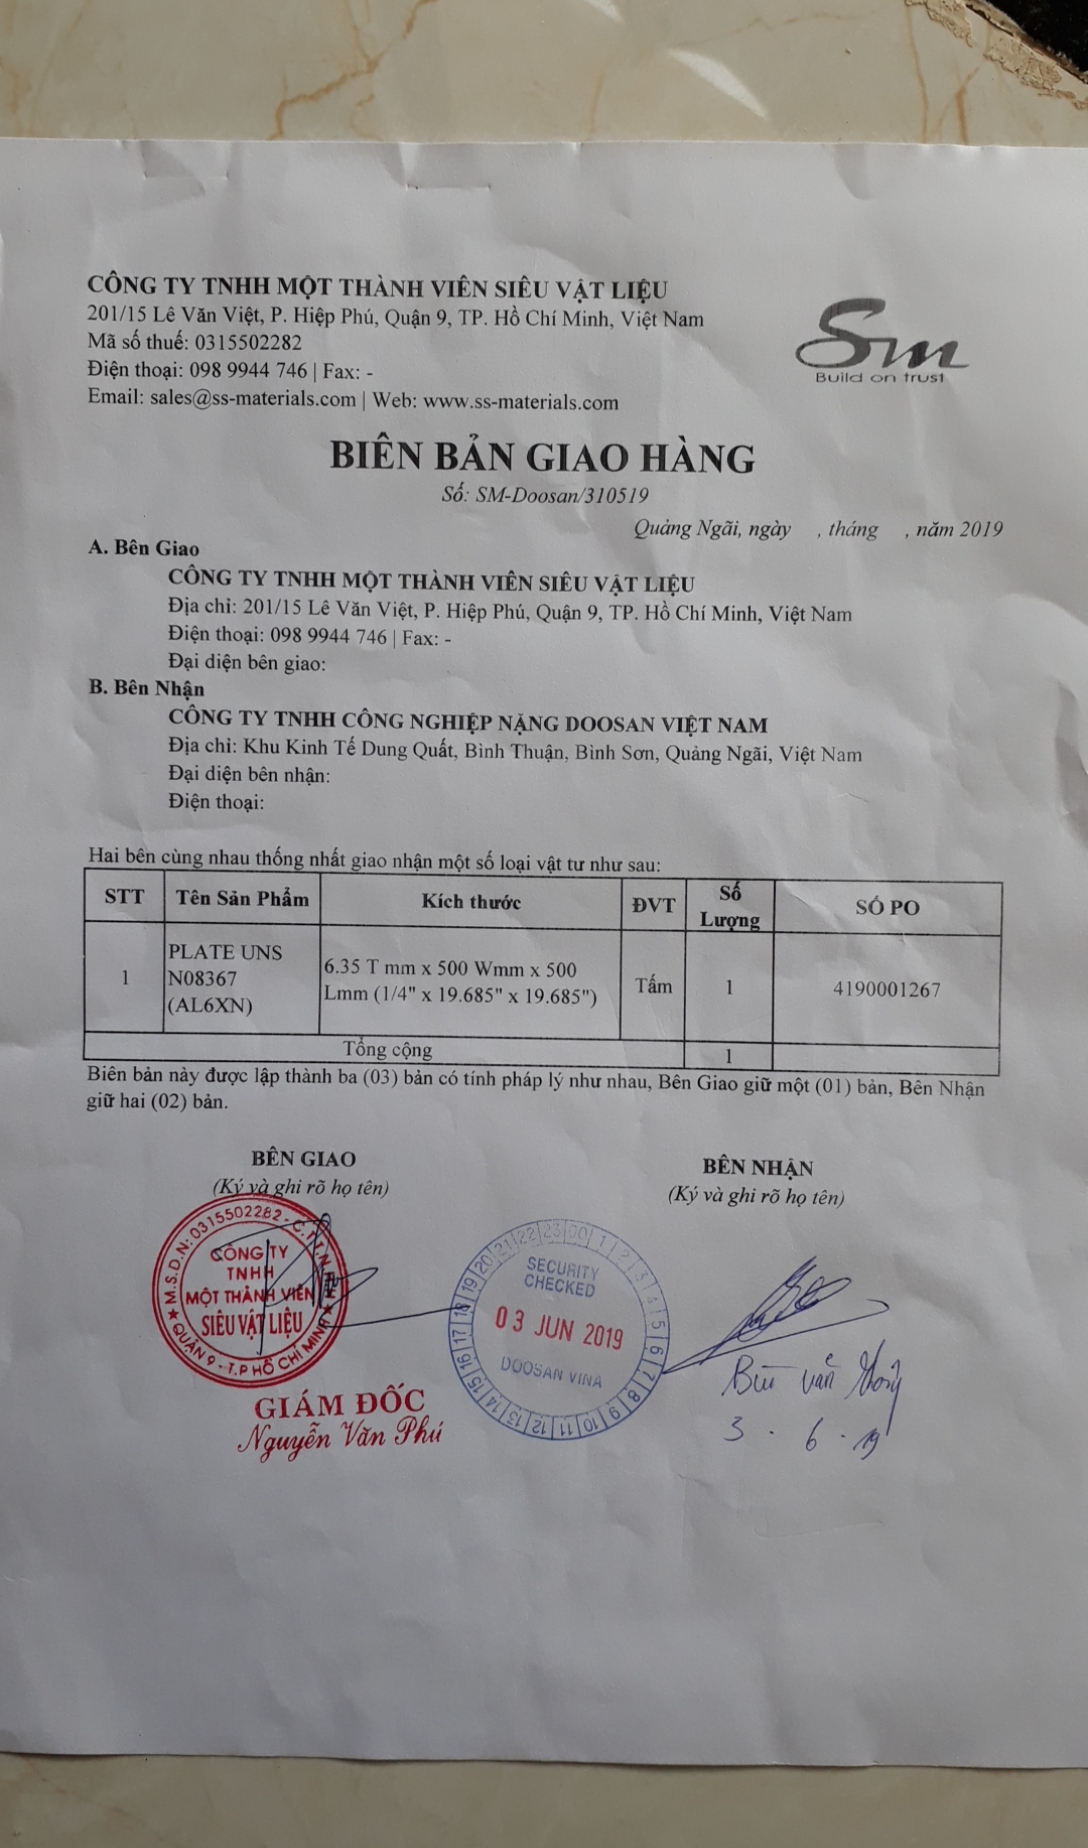 CÔNG TY TNHH MỘT THÀNH VIÊN SIÊU VẬT LIỆU
201/15 Lê Văn Việt, P. Hiệp Phú, Quận 9, TP. Hồ Chí Minh, Việt Nam
Mã số thuế: 0315502282
Điện thoại: 098 9944 746 | Fax: -
Email: sales@ss-materials.com | Web: www.ss-materials.com
Sm
Build on trust
BIÊN BẢN GIAO HÀNG
Số: SM-Doosan/310519
Quảng Ngãi, ngày , tháng , năm 2019
A. Bên Giao
CÔNG TY TNHH MỘT THÀNH VIÊN SIÊU VẬT LIỆU
Địa chỉ: 201/15 Lê Văn Việt, P. Hiệp Phú, Quận 9, TP. Hồ Chí Minh, Việt Nam
Điện thoại: 098 9944 746 | Fax: -
Đại diện bên giao:
B. Bên Nhận
CÔNG TY TNHH CÔNG NGHIỆP NẶNG DOOSAN VIỆT NAM
Địa chỉ: Khu Kinh Tế Dung Quất, Bình Thuận, Bình Sơn, Quảng Ngãi, Việt Nam
Đại diện bên nhận:
Điện thoại:
Hai bên cùng nhau thống nhất giao nhận một số loại vật tư như sau:
STT Tên Sản Phẩm Kích thước ĐVT Số Lượng SỐ PO
1 PLATE UNS N08367 (AL6XN) 6.35 T mm x 500 Wmm x 500 Lmm (1/4" x 19.685" x 19.685") Tấm 1 4190001267
Tổng cộng 1
Biên bản này được lập thành ba (03) bản có tính pháp lý như nhau, Bên Giao giữ một (01) bản, Bên Nhận
giữ hai (02) bản.
BÊN GIAO
(Ký và ghi rõ họ tên)
BÊN NHẬN
(Ký và ghi rõ họ tên)
M.S.D.N: 0315502282 - C.T.T.N.H.H
CÔNG TY
TNHH
MỘT THÀNH VIÊN
SIÊU VẬT LIỆU
QUẬN 9 - T.P HỒ CHÍ MINH
GIÁM ĐỐC
Nguyễn Văn Phú
00 1 2 3 4 5 6 7 8 9 10 11 12 13 14 15 16 17 18 19 20 21 22 23
SECURITY
CHECKED
03 JUN 2019
DOOSAN VINA
Bùi văn
3 . 6 . 19